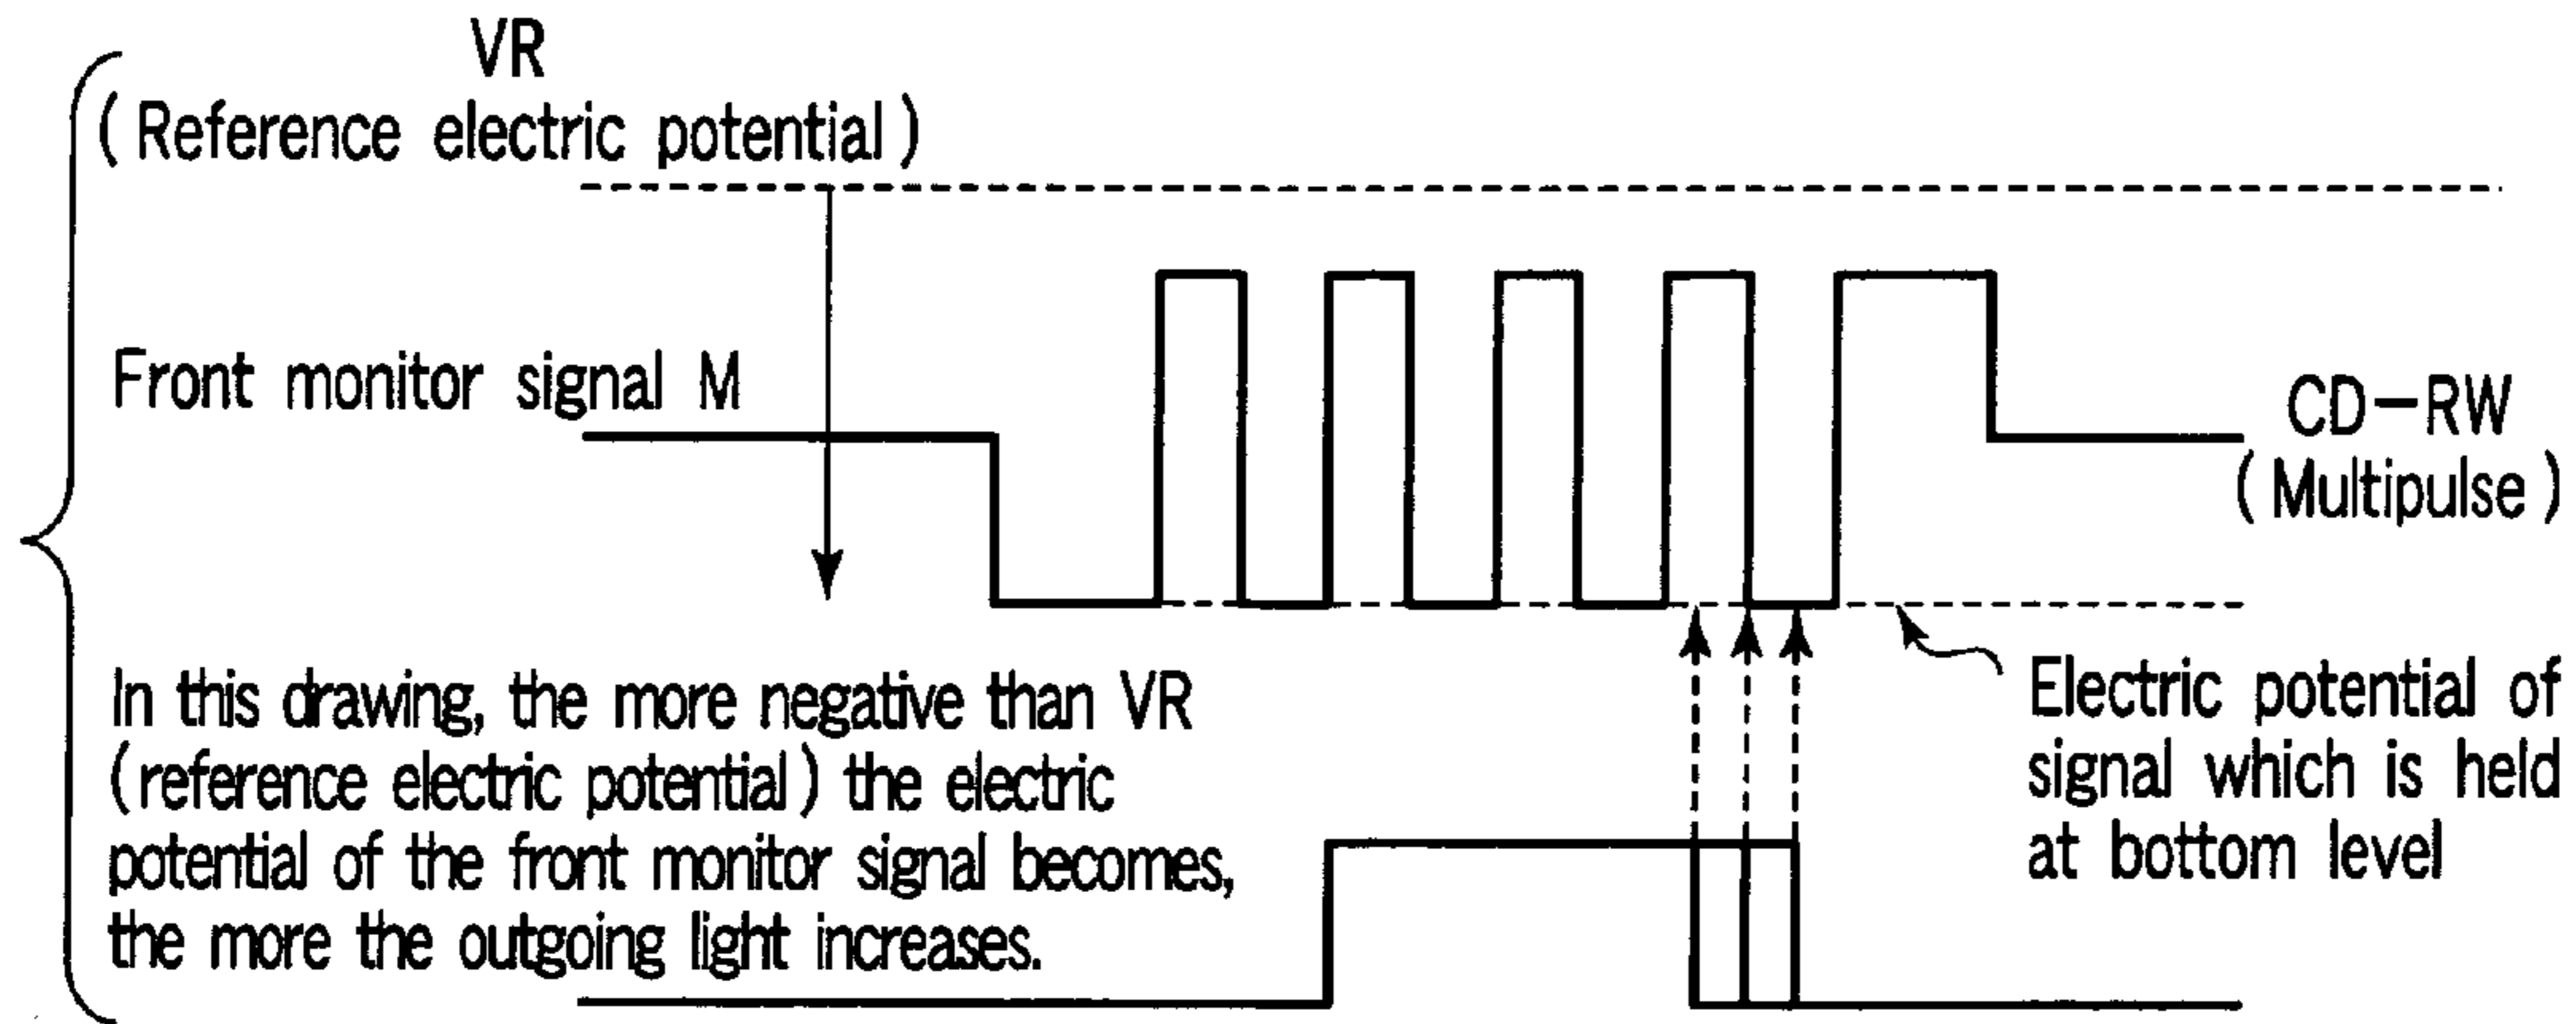 VR
(Reference electric potential)
Front monitor signal M
CD-RW
(Multipulse)
In this drawing, the more negative than VR
(reference electric potential) the electric
potential of the front monitor signal becomes,
the more the outgoing light increases.
Electric potential of
signal which is held
at bottom level